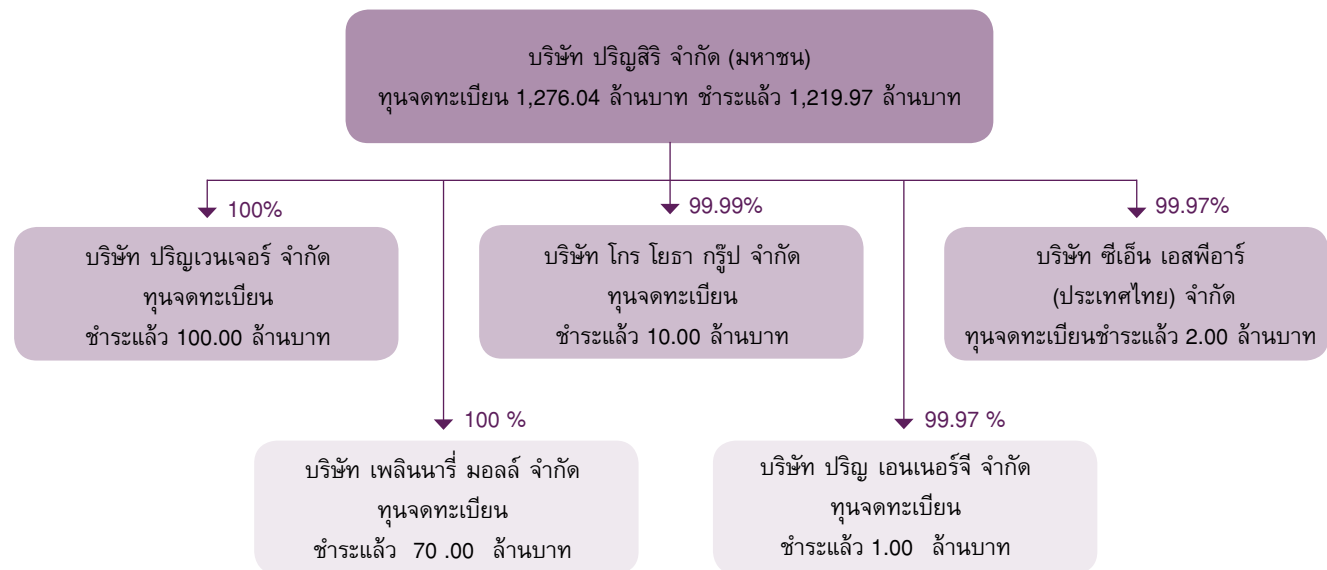 บริษัท ปริญสิริ จำกัด (มหาชน)
ทุนจดทะเบียน 1,276.04 ล้านบาท ชำระแล้ว 1,219.97 ล้านบาท
100%
บริษัท ปริญเวนเจอร์ จำกัด
ทุนจดทะเบียน
ชำระแล้ว 100.00 ล้านบาท
99.99%
บริษัท โกร โยธา กรุ๊ป จำกัด
ทุนจดทะเบียน
ชำระแล้ว 10.00 ล้านบาท
99.97%
บริษัท ซีเอ็น เอสพีอาร์
(ประเทศไทย) จำกัด
ทุนจดทะเบียนชำระแล้ว 2.00 ล้านบาท
100 %
บริษัท เพลินนารี่ มอลล์ จำกัด
ทุนจดทะเบียน
ชำระแล้ว 70 .00 ล้านบาท
99.97 %
บริษัท ปริญ เอนเนอร์จี จำกัด
ทุนจดทะเบียน
ชำระแล้ว 1.00 ล้านบาท